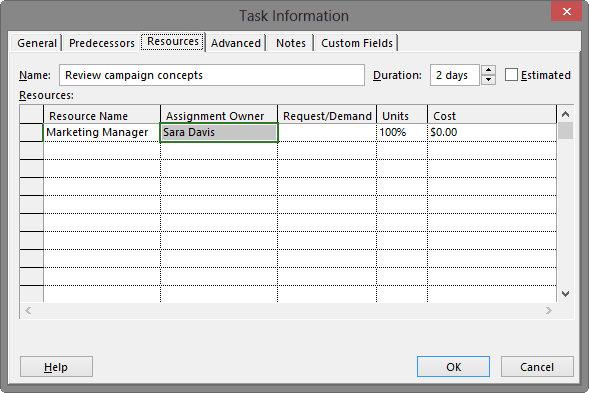 Task Information
General Predecessors Resources Advanced Notes Custom Fields
Name: Review campaign concepts Duration: 2 days Estimated
Resources:
Resource Name Assignment Owner Request/Demand Units Cost
Marketing Manager Sara Davis 100% $0.00
Help OK Cancel